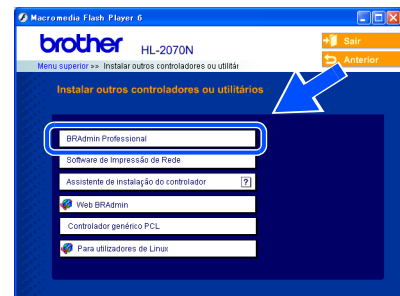 Macromedia Flash Player 6
brother HL-2070N
Sair
Menu superior >> Instalar outros controladores ou utilitár
Anterior
Instalar outros controladores ou utilitários
BRAdmin Professional
Software de Impressão de Rede
Assistente de instalação do controlador ?
Web BRAdmin
Controlador genérico PCL
Para utilizadores de Linux